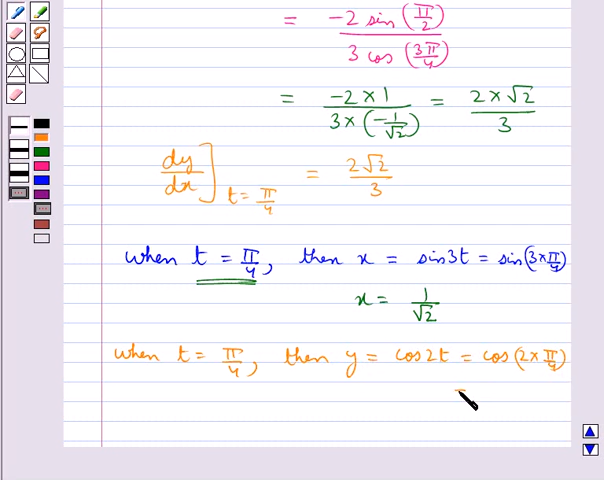 = -2 sin (π/2) / 3 cos (3π/4)
= -2 × 1 / 3 × (-1/√2) = 2 × √2 / 3
dy/dx ]t = π/4 = 2√2 / 3
when t = π/4, then x = sin3t = sin(3×π/4)
x = 1/√2
when t = π/4, then y = cos2t = cos(2×π/4)